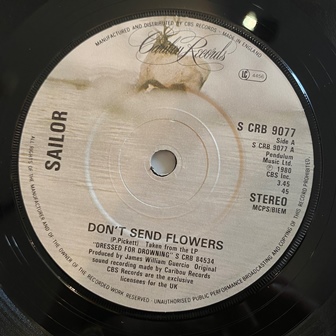 MANUFACTURED AND DISTRIBUTED BY CBS RECORDS · MADE IN ENGLAND
Caribou Records
LC 4856
SAILOR
S CRB 9077
Side A
S CRB 9077 A
Pendulum
Music Ltd.
℗ 1980
CBS Inc.
3.45
45
STEREO
MCPS/BIEM
DON'T SEND FLOWERS
(P.Pickett) Taken from the LP
"DRESSED FOR DROWNING" S CRB 84534
Produced by James William Guercio Original
sound recording made by Caribou Records
CBS Records are the exclusive
licensees for the UK
ALL RIGHTS OF THE MANUFACTURER AND OF THE OWNER OF THE RECORDED WORK RESERVED · UNAUTHORISED PUBLIC PERFORMANCE BROADCASTING AND COPYING OF THIS RECORD PROHIBITED